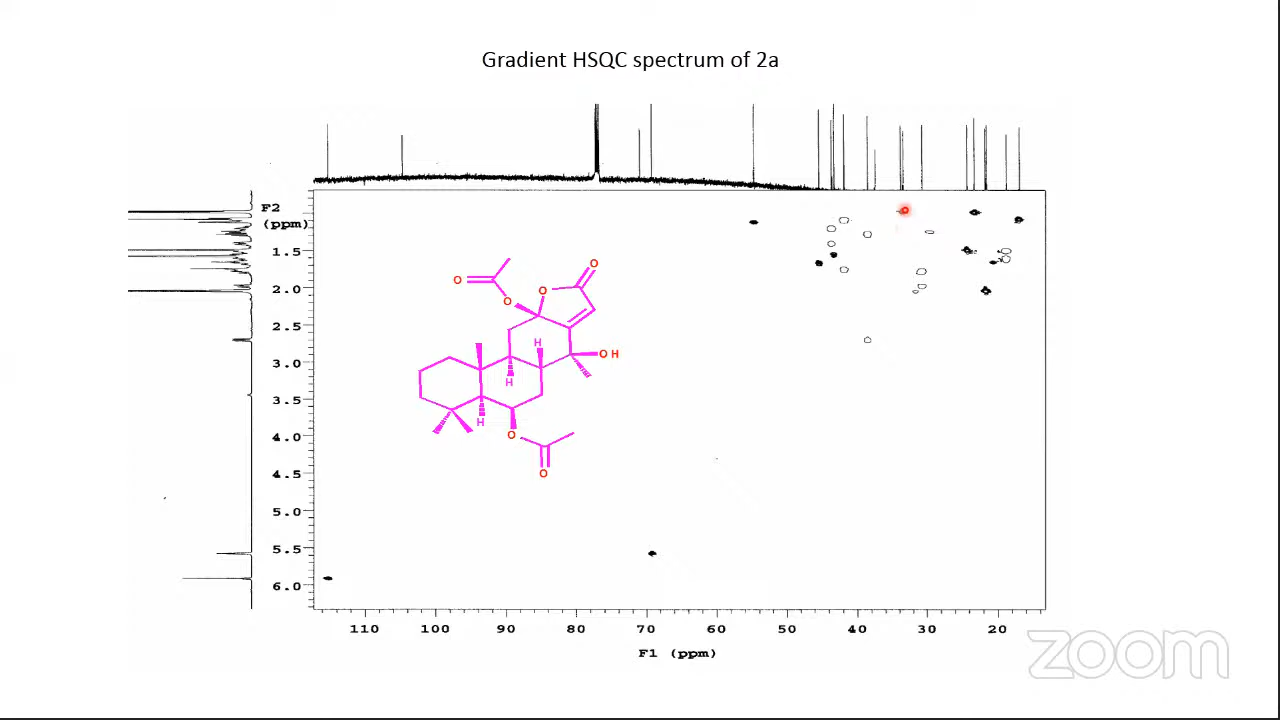 Gradient HSQC spectrum of 2a
F2
(ppm)
1.5
2.0
2.5
3.0
3.5
4.0
4.5
5.0
5.5
6.0
O
O
O
O
H
OH
H
H
O
O
110 100 90 80 70 60 50 40 30 20
F1 (ppm)
zoom